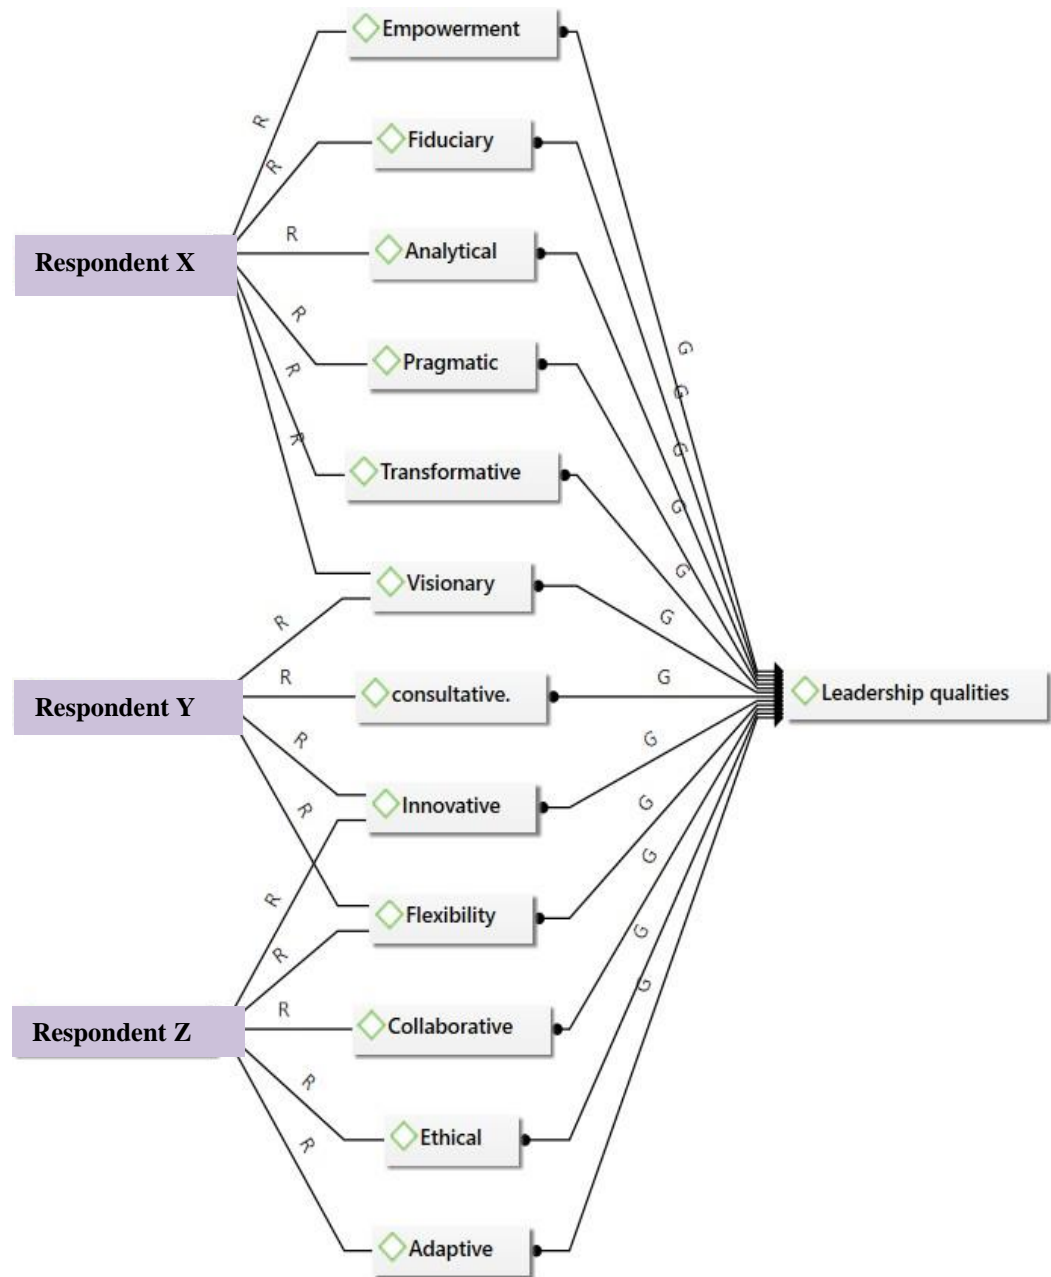 Empowerment
R
Fiduciary
R
Respondent X
R
Analytical
R
Pragmatic
G
R
G
R
Transformative
G
G
Visionary
G
R
G
Respondent Y
R
consultative.
G
Leadership qualities
R
Innovative
G
R
G
R
Flexibility
G
R
G
Respondent Z
R
Collaborative
G
R
Ethical
R
Adaptive